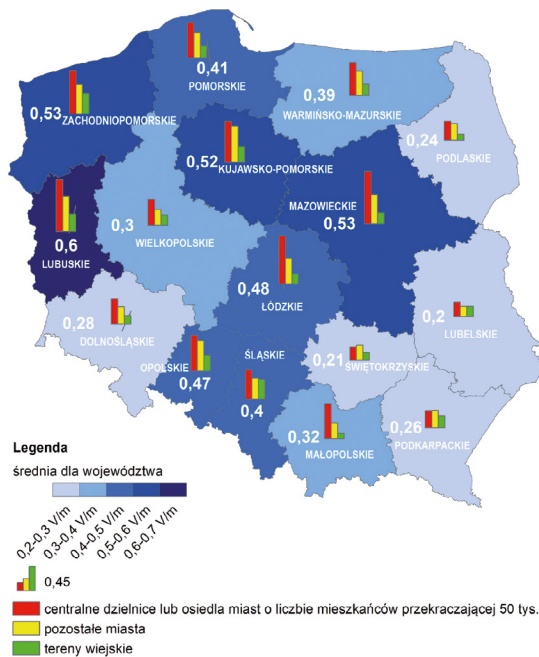 0,41
POMORSKIE
0,39
WARMIŃSKO-MAZURSKIE
0,53
ZACHODNIOPOMORSKIE
0,24
PODLASKIE
0,52
KUJAWSKO-POMORSKIE
MAZOWIECKIE
0,53
0,3
WIELKOPOLSKIE
0,6
LUBUSKIE
0,48
ŁÓDZKIE
0,2
LUBELSKIE
0,28
DOLNOŚLĄSKIE
OPOLSKIE
0,47
ŚLĄSKIE
0,4
0,21
ŚWIĘTOKRZYSKIE
0,32
MAŁOPOLSKIE
0,26
PODKARPACKIE
Legenda
średnia dla województwa
0,2-0,3 V/m
0,3-0,4 V/m
0,4-0,5 V/m
0,5-0,6 V/m
0,6-0,7 V/m
0,45
centralne dzielnice lub osiedla miast o liczbie mieszkańców przekraczającej 50 tys.
pozostałe miasta
tereny wiejskie